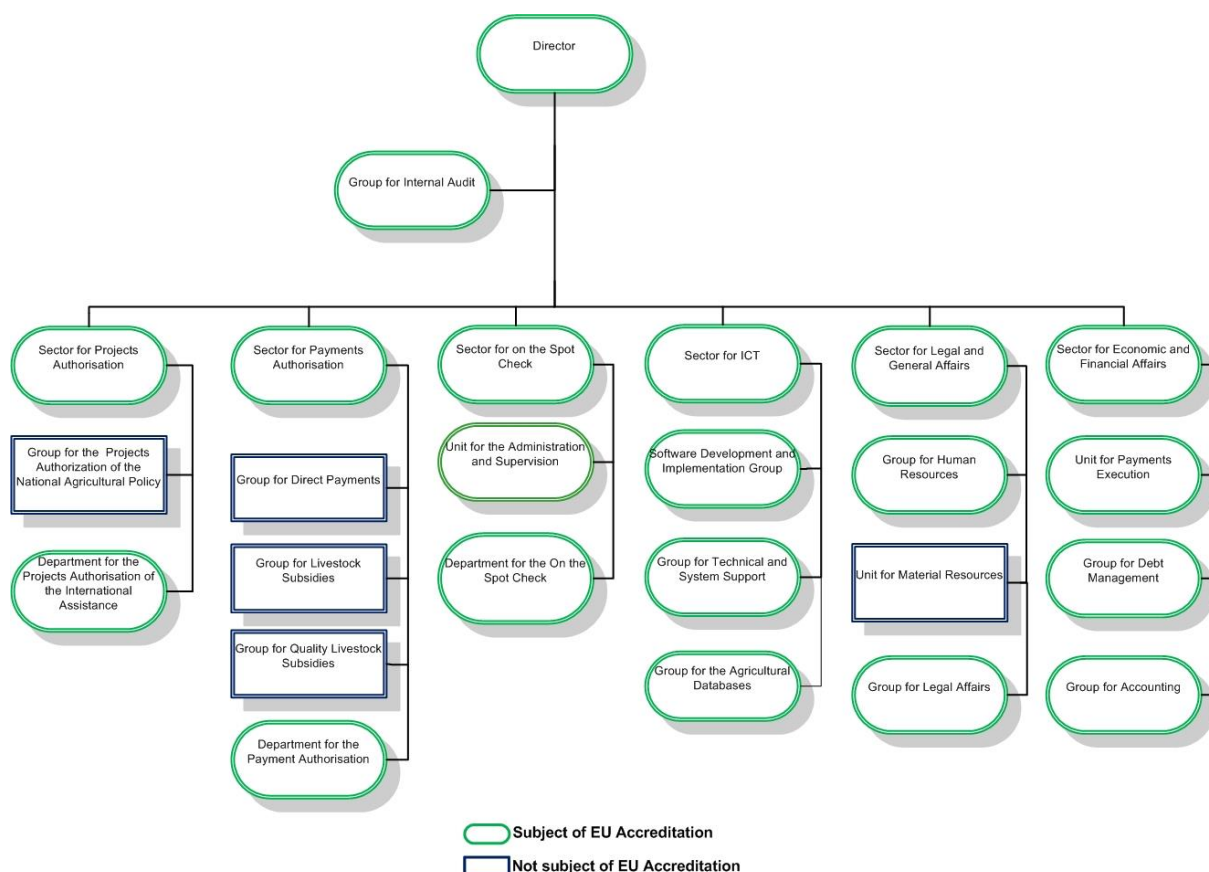 Director
Group for Internal Audit
Sector for Projects
Authorisation
Group for the Projects
Authorization of the
National Agricultural Policy
Department for the
Projects Authorisation of
the International
Assistance
Sector for Payments
Authorisation
Group for Direct Payments
Group for Livestock
Subsidies
Group for Quality Livestock
Subsidies
Department for the
Payment Authorisation
Sector for on the Spot
Check
Unit for the Administration
and Supervision
Department for the On the
Spot Check
Sector for ICT
Software Development and
Implementation Group
Group for Technical and
System Support
Group for the Agricultural
Databases
Sector for Legal and
General Affairs
Group for Human
Resources
Unit for Material Resources
Group for Legal Affairs
Sector for Economic and
Financial Affairs
Unit for Payments
Execution
Group for Debt
Management
Group for Accounting
Subject of EU Accreditation
Not subject of EU Accreditation